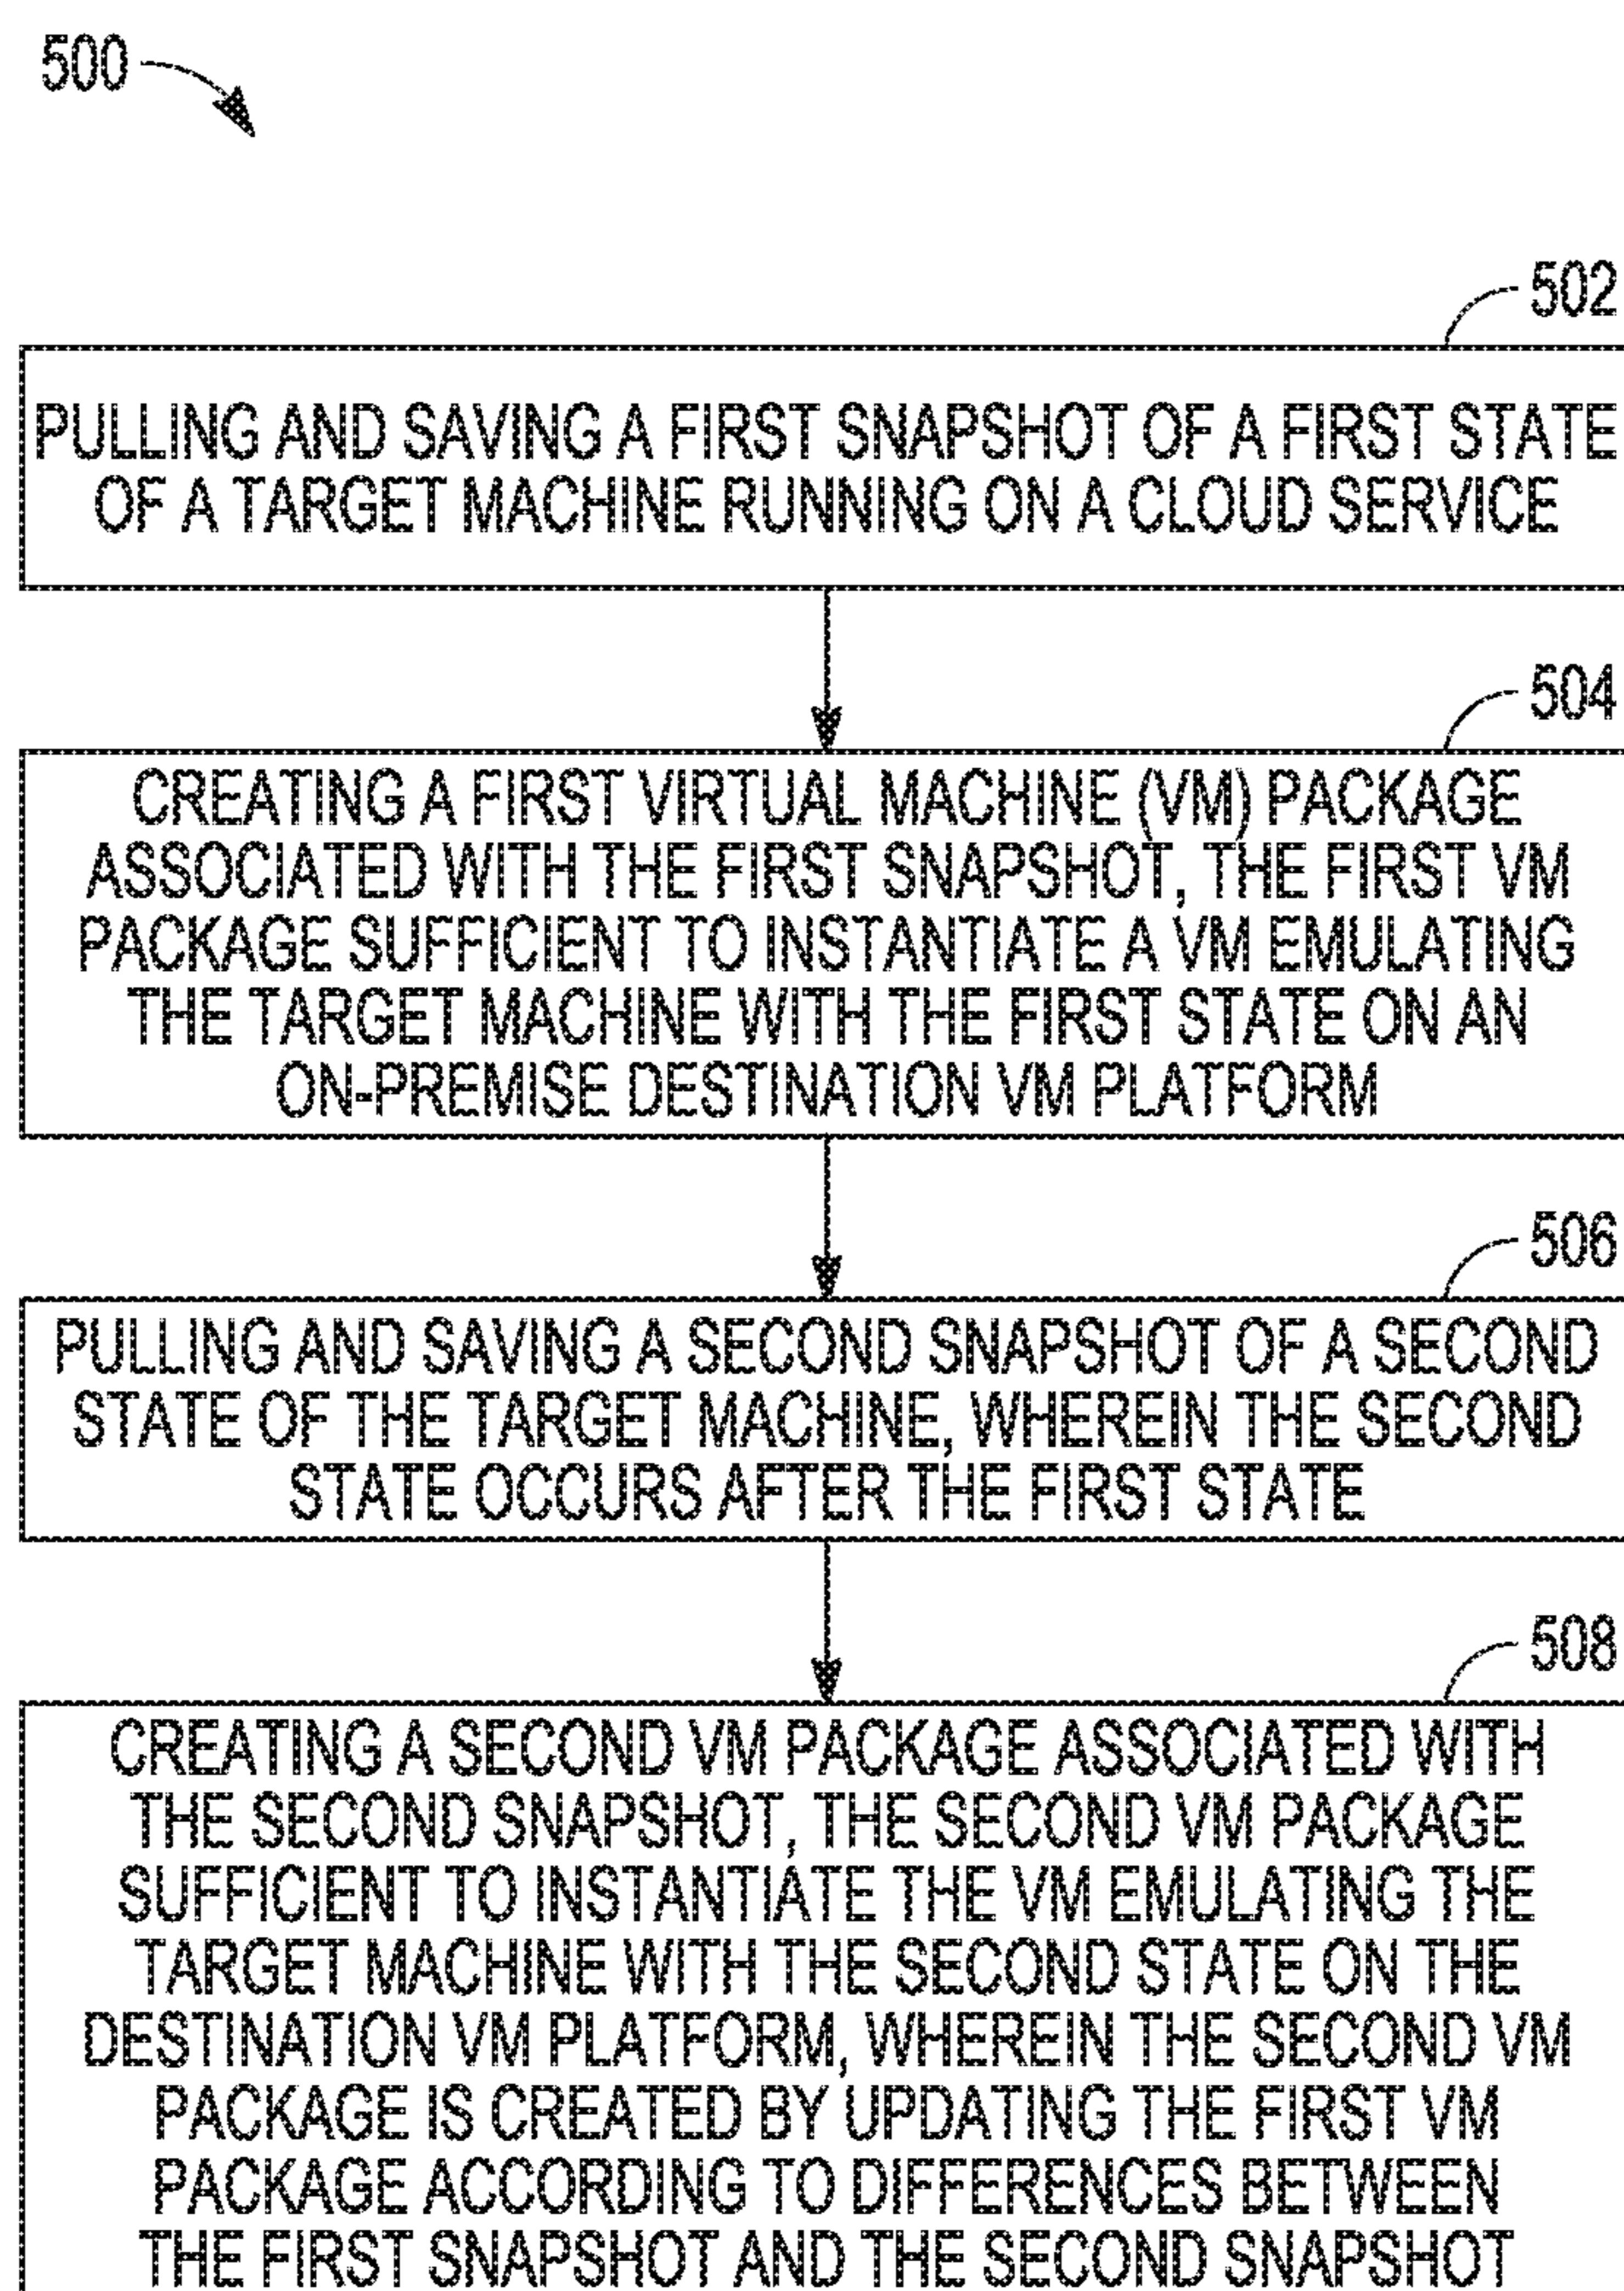 500
502
PULLING AND SAVING A FIRST SNAPSHOT OF A FIRST STATE
OF A TARGET MACHINE RUNNING ON A CLOUD SERVICE
504
CREATING A FIRST VIRTUAL MACHINE (VM) PACKAGE
ASSOCIATED WITH THE FIRST SNAPSHOT, THE FIRST VM
PACKAGE SUFFICIENT TO INSTANTIATE A VM EMULATING
THE TARGET MACHINE WITH THE FIRST STATE ON AN
ON-PREMISE DESTINATION VM PLATFORM
506
PULLING AND SAVING A SECOND SNAPSHOT OF A SECOND
STATE OF THE TARGET MACHINE, WHEREIN THE SECOND
STATE OCCURS AFTER THE FIRST STATE
508
CREATING A SECOND VM PACKAGE ASSOCIATED WITH
THE SECOND SNAPSHOT, THE SECOND VM PACKAGE
SUFFICIENT TO INSTANTIATE THE VM EMULATING THE
TARGET MACHINE WITH THE SECOND STATE ON THE
DESTINATION VM PLATFORM, WHEREIN THE SECOND VM
PACKAGE IS CREATED BY UPDATING THE FIRST VM
PACKAGE ACCORDING TO DIFFERENCES BETWEEN
THE FIRST SNAPSHOT AND THE SECOND SNAPSHOT